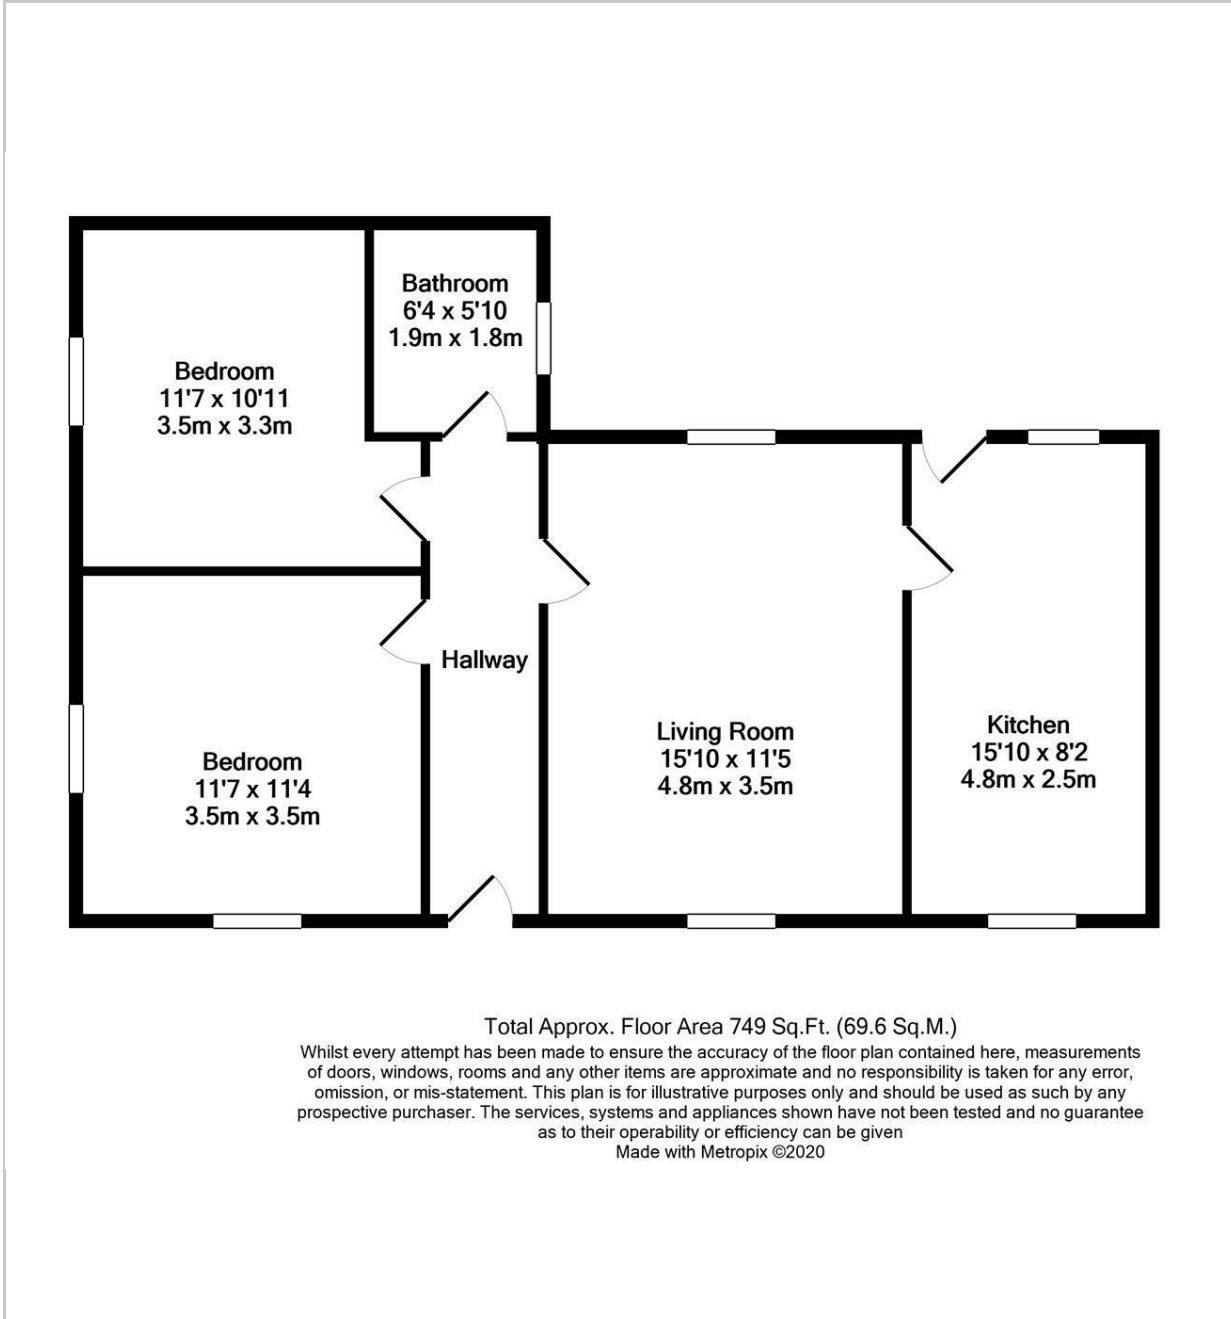 Bathroom
6'4 x 5'10
1.9m x 1.8m
Bedroom
11'7 x 10'11
3.5m x 3.3m
Hallway
Living Room
15'10 x 11'5
4.8m x 3.5m
Kitchen
15'10 x 8'2
4.8m x 2.5m
Bedroom
11'7 x 11'4
3.5m x 3.5m
Total Approx. Floor Area 749 Sq.Ft. (69.6 Sq.M.)
Whilst every attempt has been made to ensure the accuracy of the floor plan contained here, measurements
of doors, windows, rooms and any other items are approximate and no responsibility is taken for any error,
omission, or mis-statement. This plan is for illustrative purposes only and should be used as such by any
prospective purchaser. The services, systems and appliances shown have not been tested and no guarantee
as to their operability or efficiency can be given
Made with Metropix ©2020